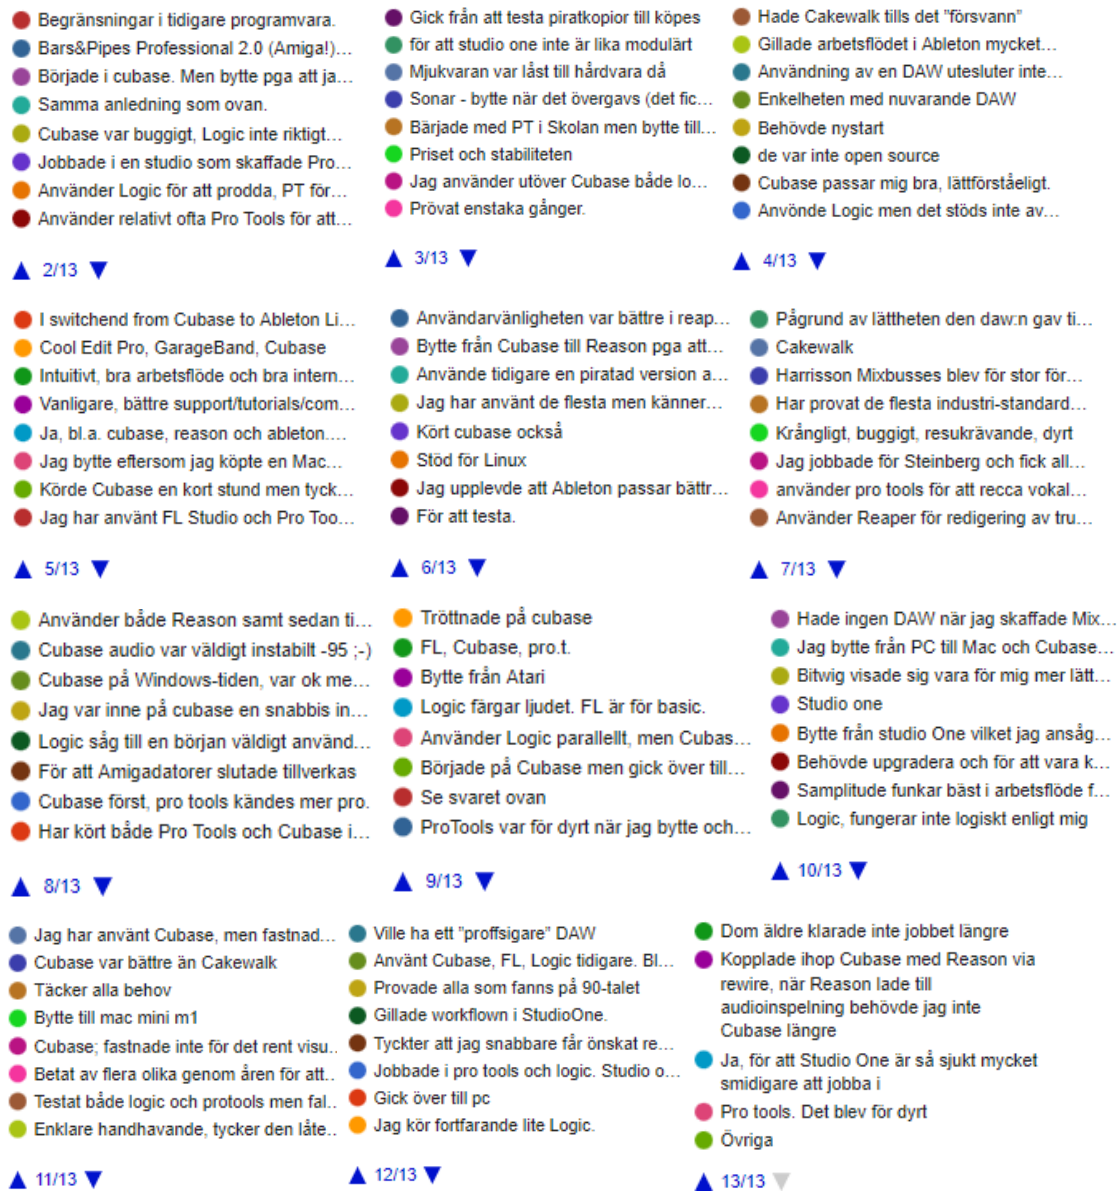 Begränsningar i tidigare programvara.
Bars&Pipes Professional 2.0 (Amiga!)...
Började i cubase. Men bytte pga att ja...
Samma anledning som ovan.
Cubase var buggigt, Logic inte riktigt...
Jobbade i en studio som skaffade Pro...
Använder Logic för att prodda, PT för...
Använder relativt ofta Pro Tools för att...
▲ 2/13 ▼
Gick från att testa piratkopior till köpes
för att studio one inte är lika modulärt
Mjukvaran var låst till hårdvara då
Sonar - bytte när det övergavs (det fic...
Bärjade med PT i Skolan men bytte till...
Priset och stabiliteten
Jag använder utöver Cubase både lo...
Prövat enstaka gånger.
▲ 3/13 ▼
Hade Cakewalk tills det ”försvann”
Gillade arbetsflödet i Ableton mycket...
Användning av en DAW utesluter inte...
Enkelheten med nuvarande DAW
Behövde nystart
de var inte open source
Cubase passar mig bra, lättförståeligt.
Anvönde Logic men det stöds inte av...
▲ 4/13 ▼
I switchend from Cubase to Ableton Li...
Cool Edit Pro, GarageBand, Cubase
Intuitivt, bra arbetsflöde och bra intern...
Vanligare, bättre support/tutorials/com...
Ja, bl.a. cubase, reason och ableton....
Jag bytte eftersom jag köpte en Mac...
Körde Cubase en kort stund men tyck...
Jag har använt FL Studio och Pro Too...
▲ 5/13 ▼
Användarvänligheten var bättre i reap...
Bytte från Cubase till Reason pga att...
Använde tidigare en piratad version a...
Jag har använt de flesta men känner...
Kört cubase också
Stöd för Linux
Jag upplevde att Ableton passar bättr...
För att testa.
▲ 6/13 ▼
Pågrund av lättheten den daw:n gav ti...
Cakewalk
Harrisson Mixbusses blev för stor för...
Har provat de flesta industri-standard...
Krångligt, buggigt, resukrävande, dyrt
Jag jobbade för Steinberg och fick all...
använder pro tools för att recca vokal...
Använder Reaper för redigering av tru...
▲ 7/13 ▼
Använder både Reason samt sedan ti...
Cubase audio var väldigt instabilt -95 ;-)
Cubase på Windows-tiden, var ok me...
Jag var inne på cubase en snabbis in...
Logic såg till en början väldigt använd...
För att Amigadatorer slutade tillverkas
Cubase först, pro tools kändes mer pro.
Har kört både Pro Tools och Cubase i...
▲ 8/13 ▼
Tröttnade på cubase
FL, Cubase, pro.t.
Bytte från Atari
Logic färgar ljudet. FL är för basic.
Använder Logic parallellt, men Cubas...
Började på Cubase men gick över till...
Se svaret ovan
ProTools var för dyrt när jag bytte och...
▲ 9/13 ▼
Hade ingen DAW när jag skaffade Mix...
Jag bytte från PC till Mac och Cubase...
Bitwig visade sig vara för mig mer lätt...
Studio one
Bytte från studio One vilket jag ansåg...
Behövde upgradera och för att vara k...
Samplitude funkar bäst i arbetsflöde f...
Logic, fungerar inte logiskt enligt mig
▲ 10/13 ▼
Jag har använt Cubase, men fastnad...
Cubase var bättre än Cakewalk
Täcker alla behov
Bytte till mac mini m1
Cubase; fastnade inte för det rent visu..
Betat av flera olika genom åren för att..
Testat både logic och protools men fal..
Enklare handhavande, tycker den låte..
▲ 11/13 ▼
Ville ha ett ”proffsigare” DAW
Använt Cubase, FL, Logic tidigare. Bl...
Provade alla som fanns på 90-talet
Gillade workflown i StudioOne.
Tyckter att jag snabbare får önskat re...
Jobbade i pro tools och logic. Studio o...
Gick över till pc
Jag kör fortfarande lite Logic.
▲ 12/13 ▼
Dom äldre klarade inte jobbet längre
Kopplade ihop Cubase med Reason via
rewire, när Reason lade till
audioinspelning behövde jag inte
Cubase längre
Ja, för att Studio One är så sjukt mycket
smidigare att jobba i
Pro tools. Det blev för dyrt
Övriga
▲ 13/13 ▼